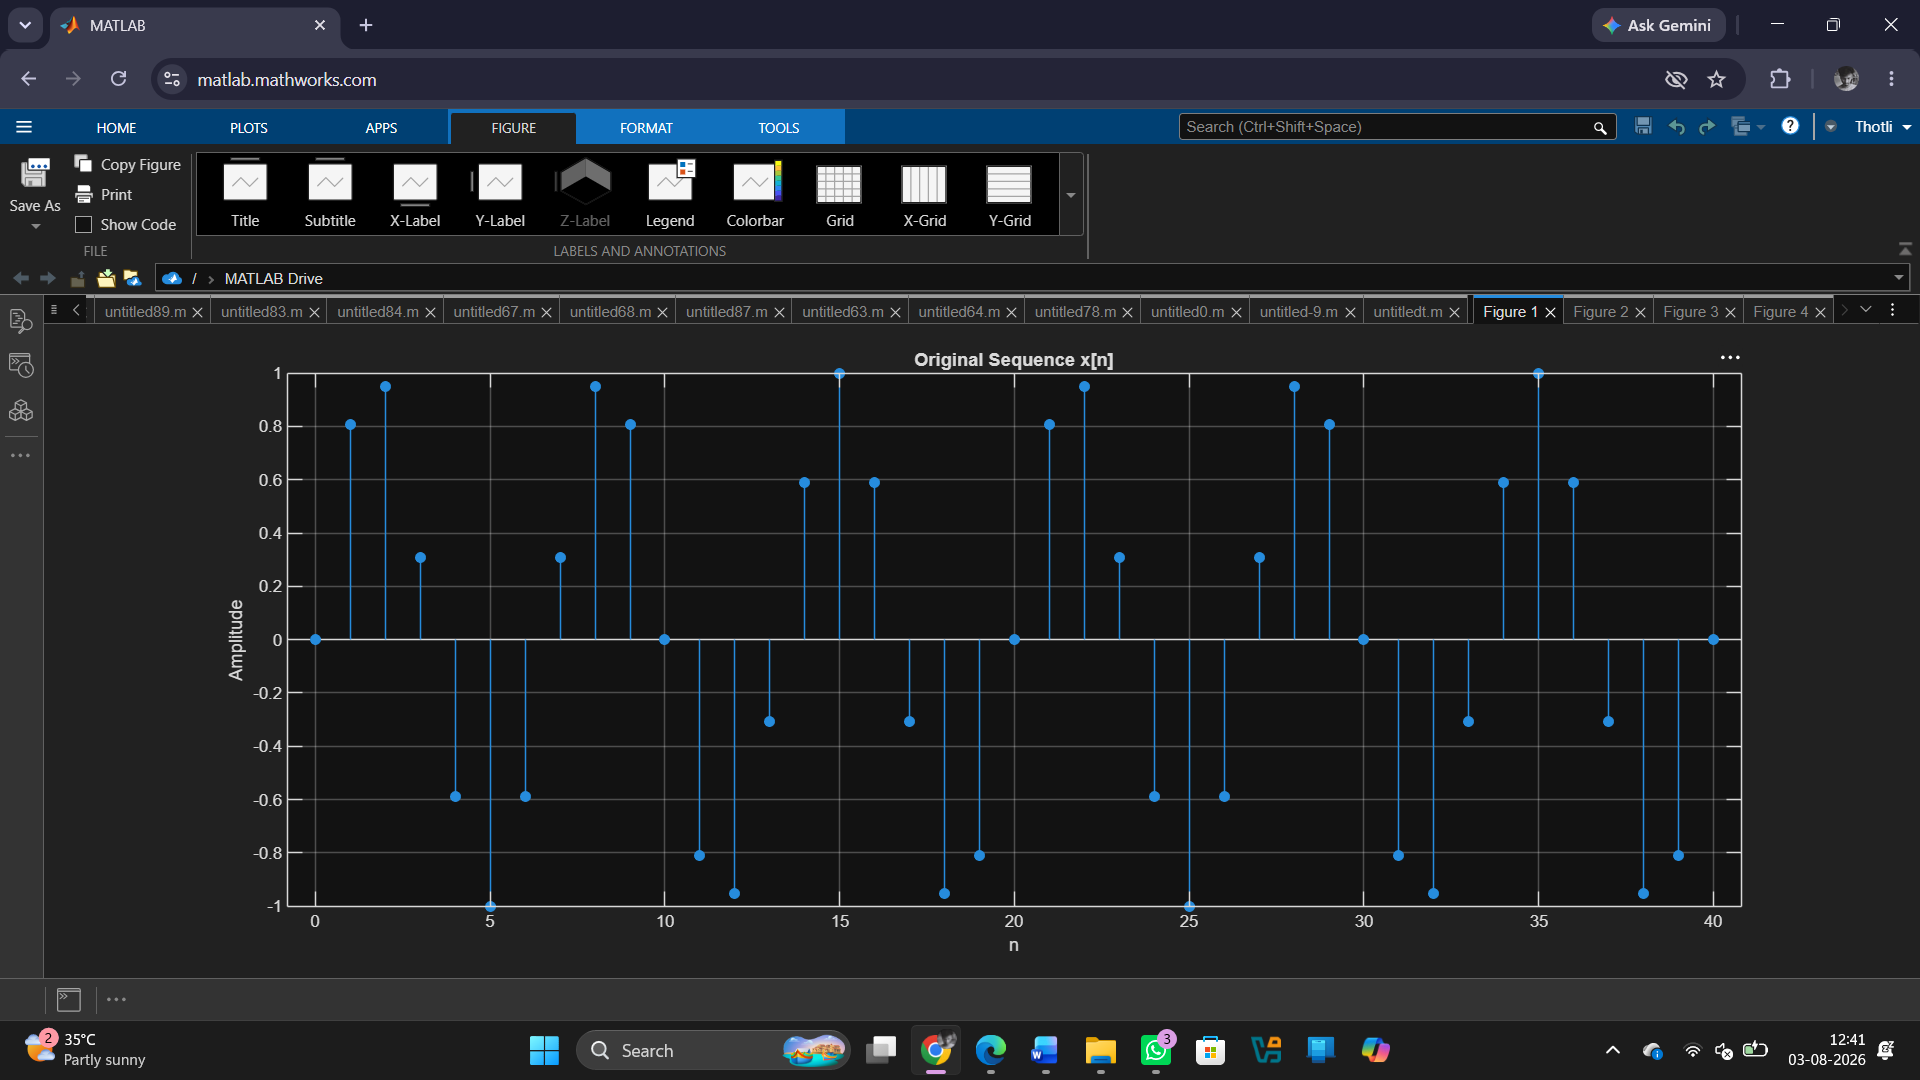 MATLAB
Ask Gemini
matlab.mathworks.com
HOME PLOTS APPS FIGURE FORMAT TOOLS Search (Ctrl+Shift+Space) Thotli
Save As
Copy Figure
Print
Show Code
FILE
Title Subtitle X-Label Y-Label Z-Label Legend Colorbar Grid X-Grid Y-Grid
LABELS AND ANNOTATIONS
/ › MATLAB Drive
untitled89.m untitled83.m untitled84.m untitled67.m untitled68.m untitled87.m untitled63.m untitled64.m untitled78.m untitled0.m untitled-9.m untitledt.m Figure 1 Figure 2 Figure 3 Figure 4
Original Sequence x[n]
1
0.8
0.6
0.4
0.2
0
-0.2
-0.4
-0.6
-0.8
-1
Amplitude
0 5 10 15 20 25 30 35 40
n
2
35°C
Partly sunny
Search
3
12:41
03-08-2026